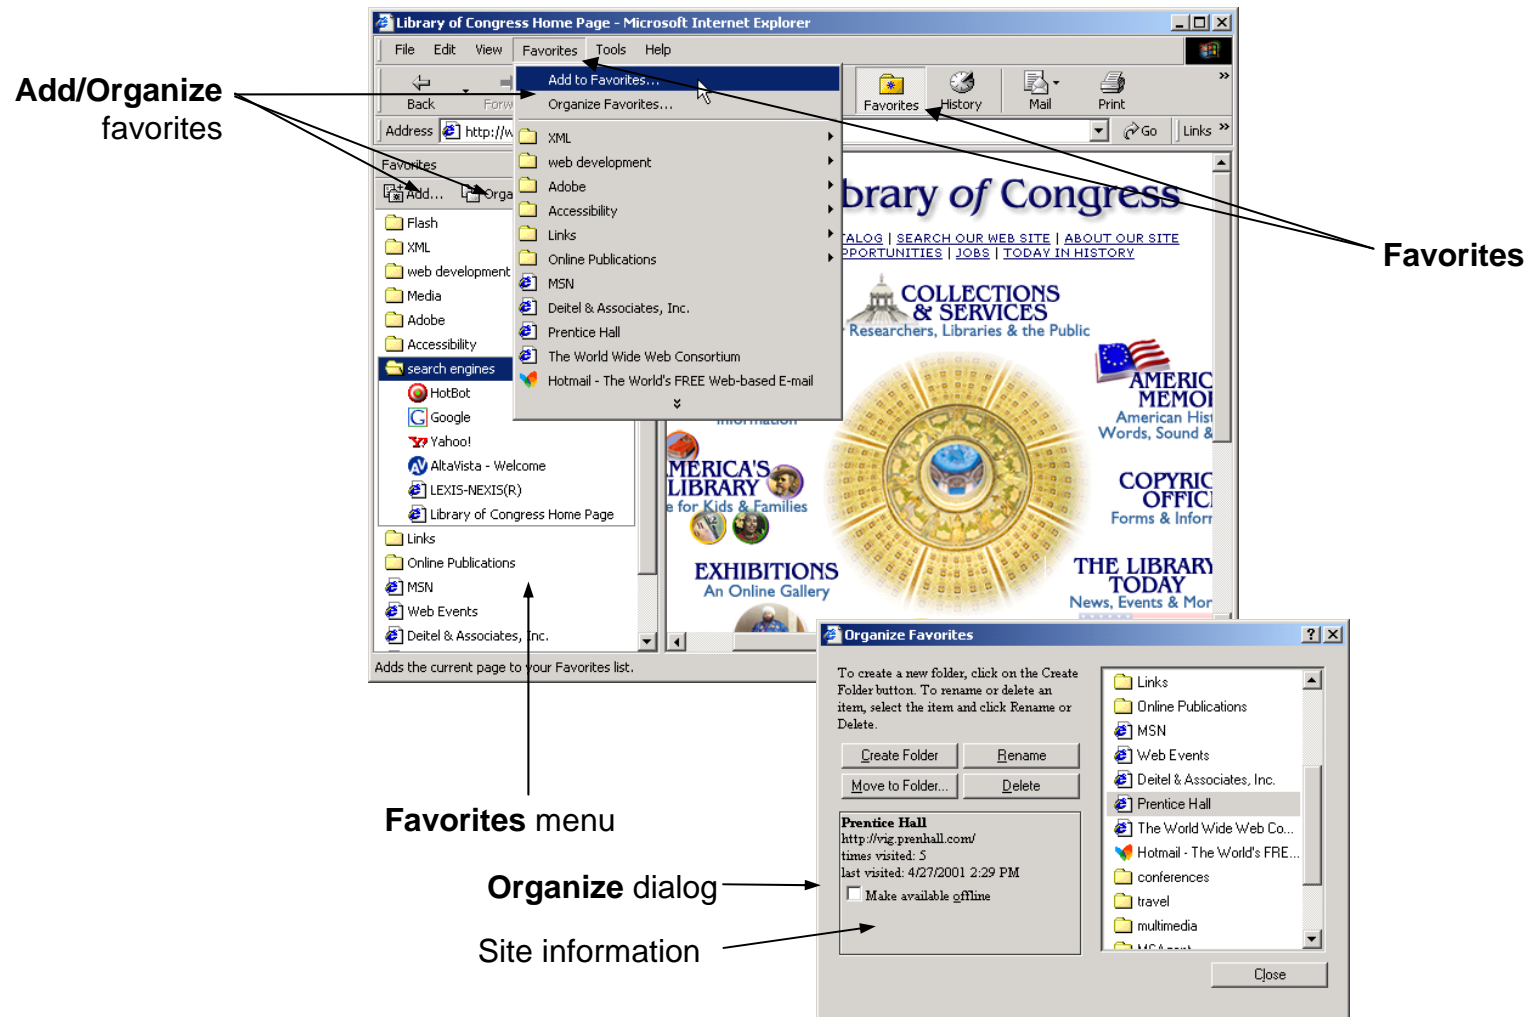 Library of Congress Home Page - Microsoft Internet Explorer
File Edit View Favorites Tools Help
Back
Add to Favorites...
Organize Favorites...
Favorites History Mail Print »
Address http://w
Go Links »
Add/Organize
favorites
Favorites
Add...
Flash
XML
web development
Media
Adobe
Accessibility
search engines
HotBot
Google
Yahoo!
AltaVista - Welcome
LEXIS-NEXIS(R)
Library of Congress Home Page
Links
Online Publications
MSN
Web Events
Deitel & Associates, Inc.
Adds the current page to your Favorites list.
XML
web development
Adobe
Accessibility
Links
Online Publications
MSN
Deitel & Associates, Inc.
Prentice Hall
The World Wide Web Consortium
Hotmail - The World's FREE Web-based E-mail
brary of Congress
ALOG | SEARCH OUR WEB SITE | ABOUT OUR SITE
PPORTUNITIES | JOBS | TODAY IN HISTORY
COLLECTIONS
& SERVICES
Researchers, Libraries & the Public
AMERIC
MEMO
American Hist
Words, Sound &
Information
MERICA'S
LIBRARY
e for Kids & Families
COPYRIG
OFFIC
Forms & Inform
EXHIBITIONS
An Online Gallery
THE LIBRARY
TODAY
News, Events & Mor
Favorites
Favorites menu
Organize dialog
Site information
Organize Favorites
To create a new folder, click on the Create
Folder button. To rename or delete an
item, select the item and click Rename or
Delete.
Create Folder Rename
Move to Folder... Delete
Prentice Hall
http://vig.prenhall.com/
times visited: 5
last visited: 4/27/2001 2:29 PM
Make available offline
Links
Online Publications
MSN
Web Events
Deitel & Associates, Inc.
Prentice Hall
The World Wide Web Co...
Hotmail - The World's FRE...
conferences
travel
multimedia
Close